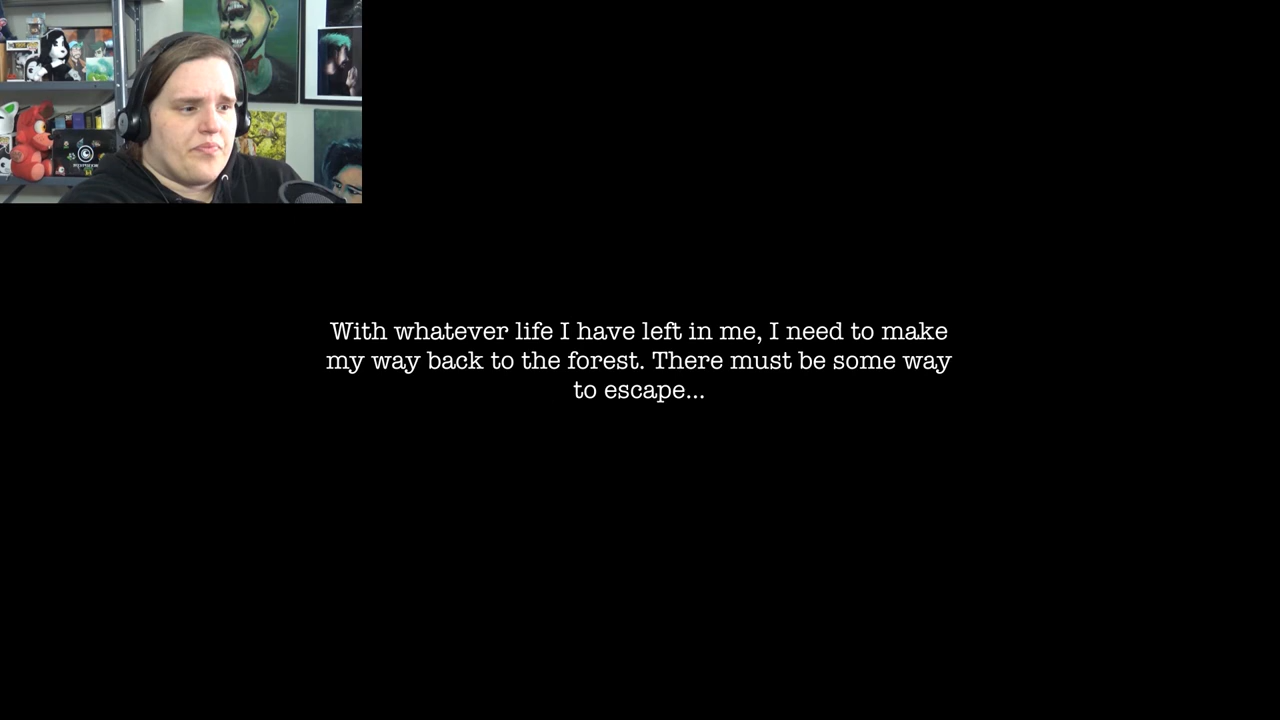 With whatever life I have left in me, I need to make
my way back to the forest. There must be some way
to escape...